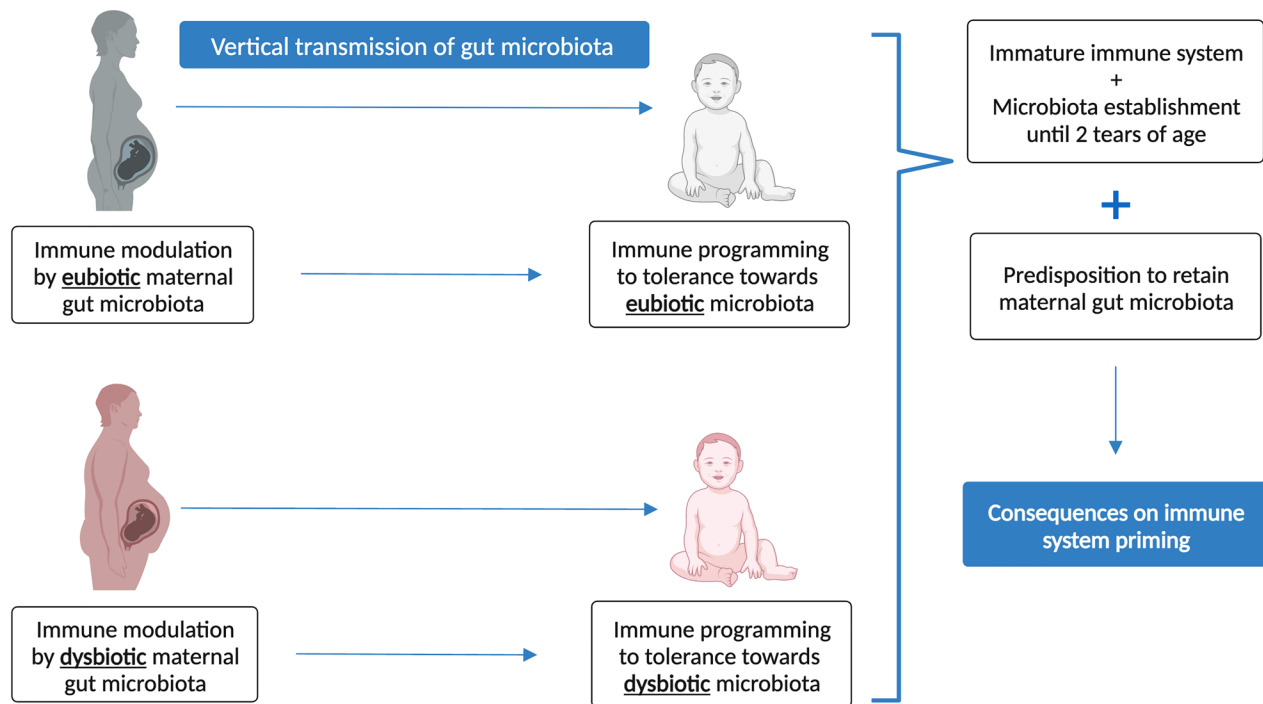 Vertical transmission of gut microbiota
Immune modulation
by eubiotic maternal
gut microbiota
Immune programming
to tolerance towards
eubiotic microbiota
Immune modulation
by dysbiotic maternal
gut microbiota
Immune programming
to tolerance towards
dysbiotic microbiota
Immature immune system
+
Microbiota establishment
until 2 tears of age
+
Predisposition to retain
maternal gut microbiota
Consequences on immune
system priming